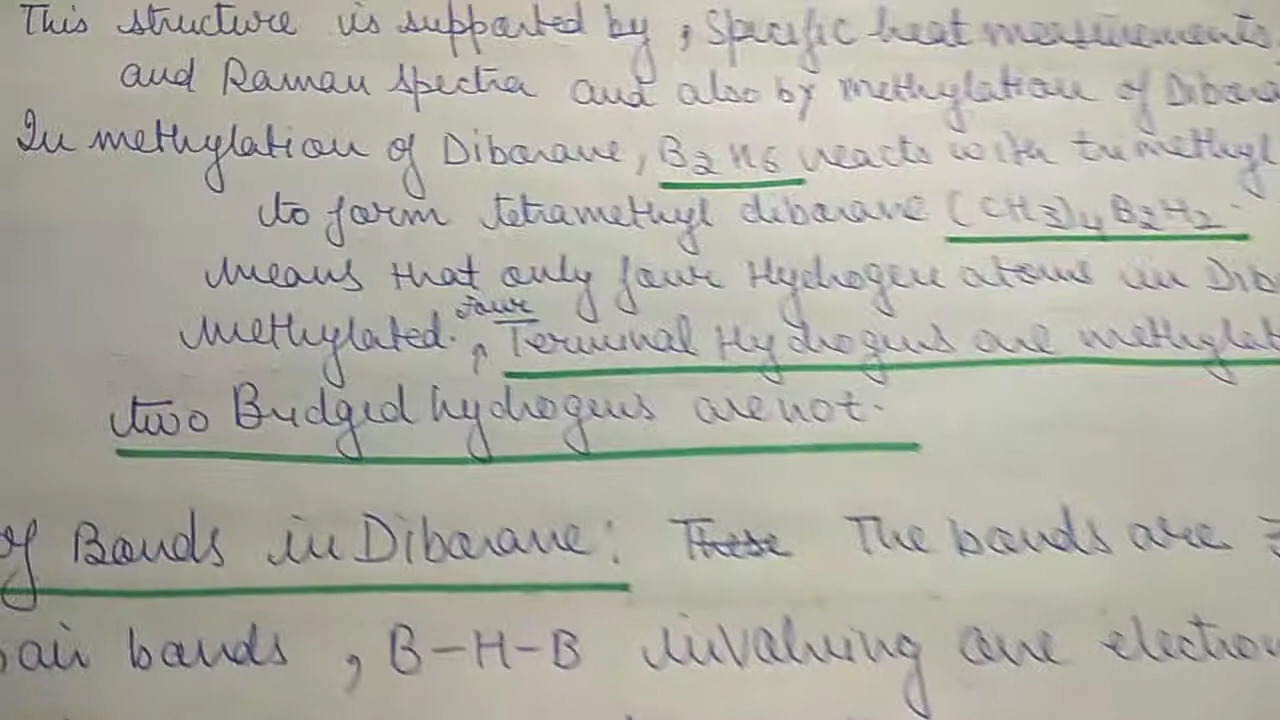 This structure is supported by, Specific heat measurements,
and Raman spectra and also by methylation of Dibora
In methylation of Diborane, B2H6 reacts with trimethyl
to form tetramethyl diborane (CH3)4B2H2
means that only four Hydrogen atoms in Dib
Methylated. four Terminal Hydrogens are methylat
two Bridged hydrogens are not.
of Bonds in Diborane: These The bonds are
pair bonds, B-H-B involving one electron